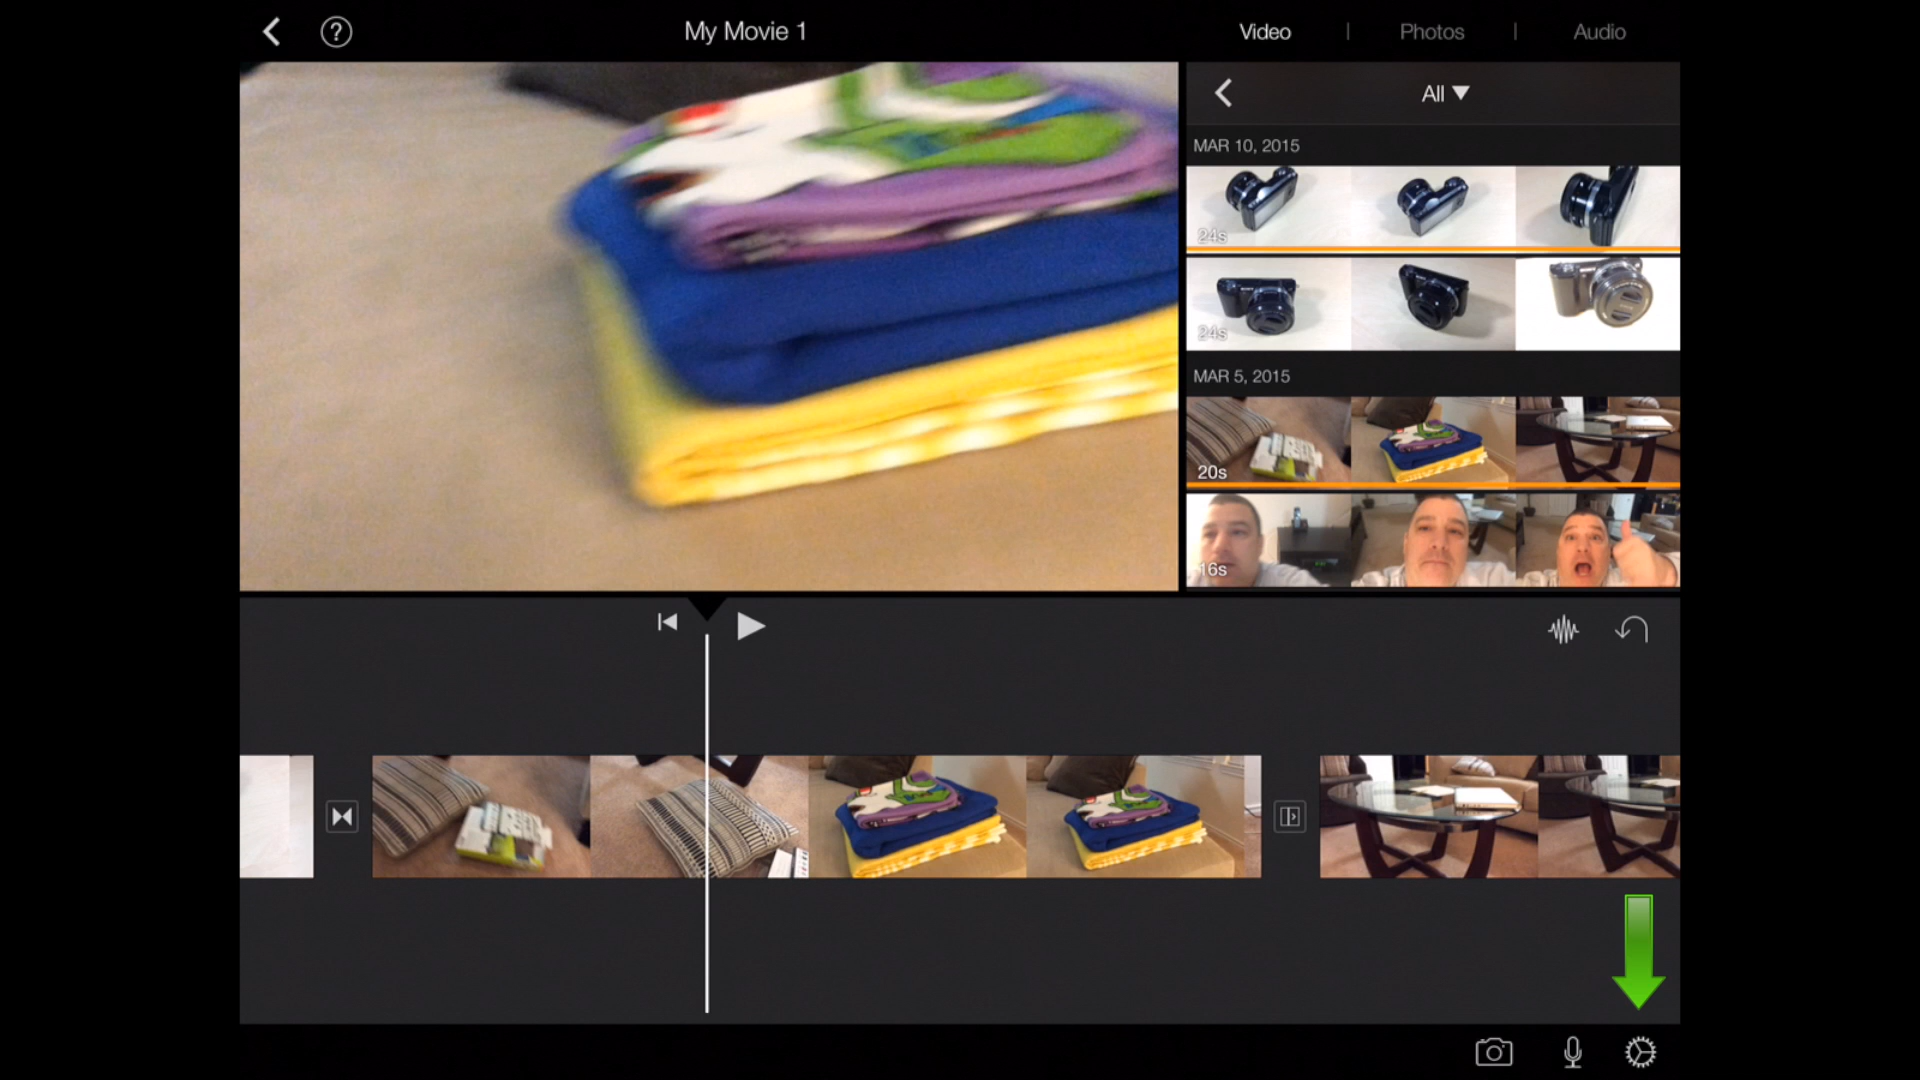 My Movie 1
Video | Photos | Audio
All
MAR 10, 2015
24s
24s
MAR 5, 2015
20s
16s